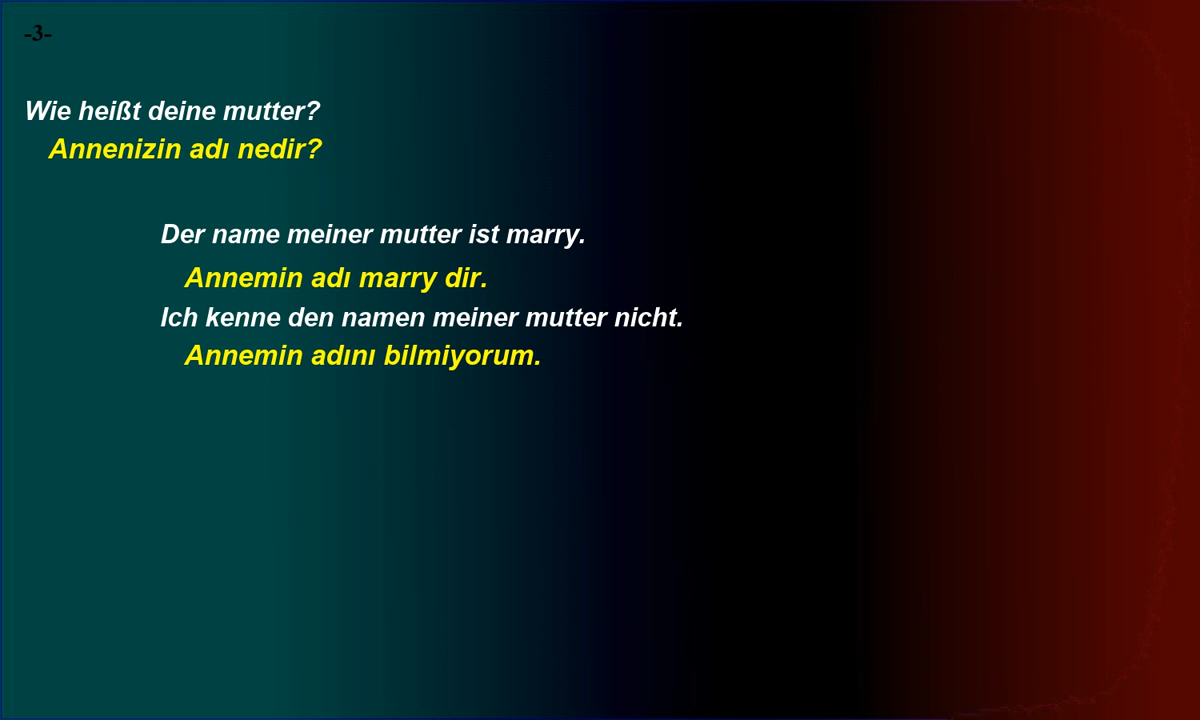 -3-
Wie heißt deine mutter?
Annenizin adı nedir?
Der name meiner mutter ist marry.
Annemin adı marry dir.
Ich kenne den namen meiner mutter nicht.
Annemin adını bilmiyorum.